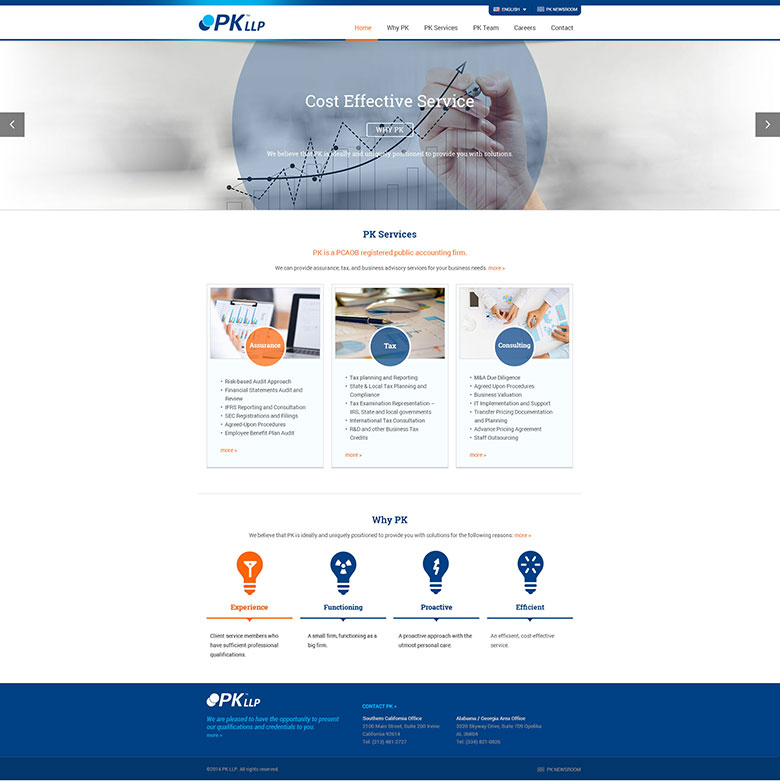 ENGLISH
PK NEWSROOM
PK LLP
Home
Why PK
PK Services
PK Team
Careers
Contact
Cost Effective Service
WHY PK
We believe that PK is ideally and uniquely positioned to provide you with solutions.
PK Services
PK is a PCAOB registered public accounting firm.
We can provide assurance, tax, and business advisory services for your business needs. more »
Assurance
• Risk-based Audit Approach
• Financial Statements Audit and
Review
• IFRS Reporting and Consultation
• SEC Registrations and Filings
• Agreed-Upon Procedures
• Employee Benefit Plan Audit
more »
Tax
• Tax planning and Reporting
• State & Local Tax Planning and
Compliance
• Tax Examination Representation –
IRS, State and local governments
• International Tax Consultation
• R&D and other Business Tax
Credits
more »
Consulting
• M&A Due Diligence
• Agreed Upon Procedures
• Business Valuation
• IT Implementation and Support
• Transfer Pricing Documentation
and Planning
• Advance Pricing Agreement
• Staff Outsourcing
more »
Why PK
We believe that PK is ideally and uniquely positioned to provide you with solutions for the following reasons: more »
Experience
Client service members who
have sufficient professional
qualifications.
Functioning
A small firm, functioning as a
big firm.
Proactive
A proactive approach with the
utmost personal care.
Efficient
An efficient, cost-effective
service.
PK LLP
We are pleased to have the opportunity to present
our qualifications and credentials to you.
more »
CONTACT PK »
Southern California Office
2100 Main Street, Suite 200 Irvine
California 92614
Tel: (213) 481-2727
Alabama / Georgia Area Office
3320 Skyway Drive, Suite 709 Opelika
AL 36804
Tel: (334) 821-0826
©2014 PK LLP. All rights reserved.
PK NEWSROOM